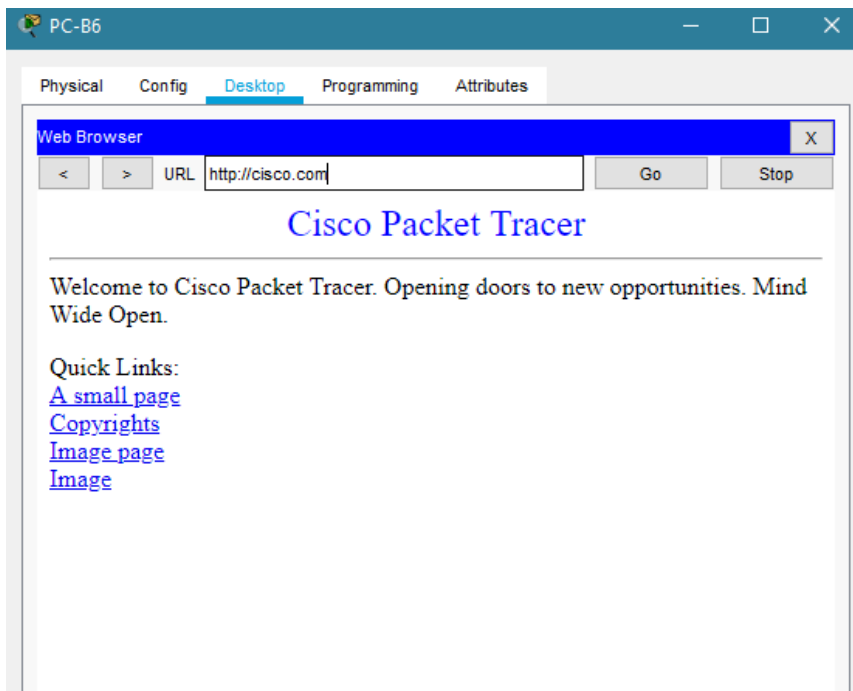 PC-B6
Physical Config Desktop Programming Attributes
Web Browser X
< > URL http://cisco.com Go Stop
Cisco Packet Tracer
Welcome to Cisco Packet Tracer. Opening doors to new opportunities. Mind
Wide Open.
Quick Links:
A small page
Copyrights
Image page
Image